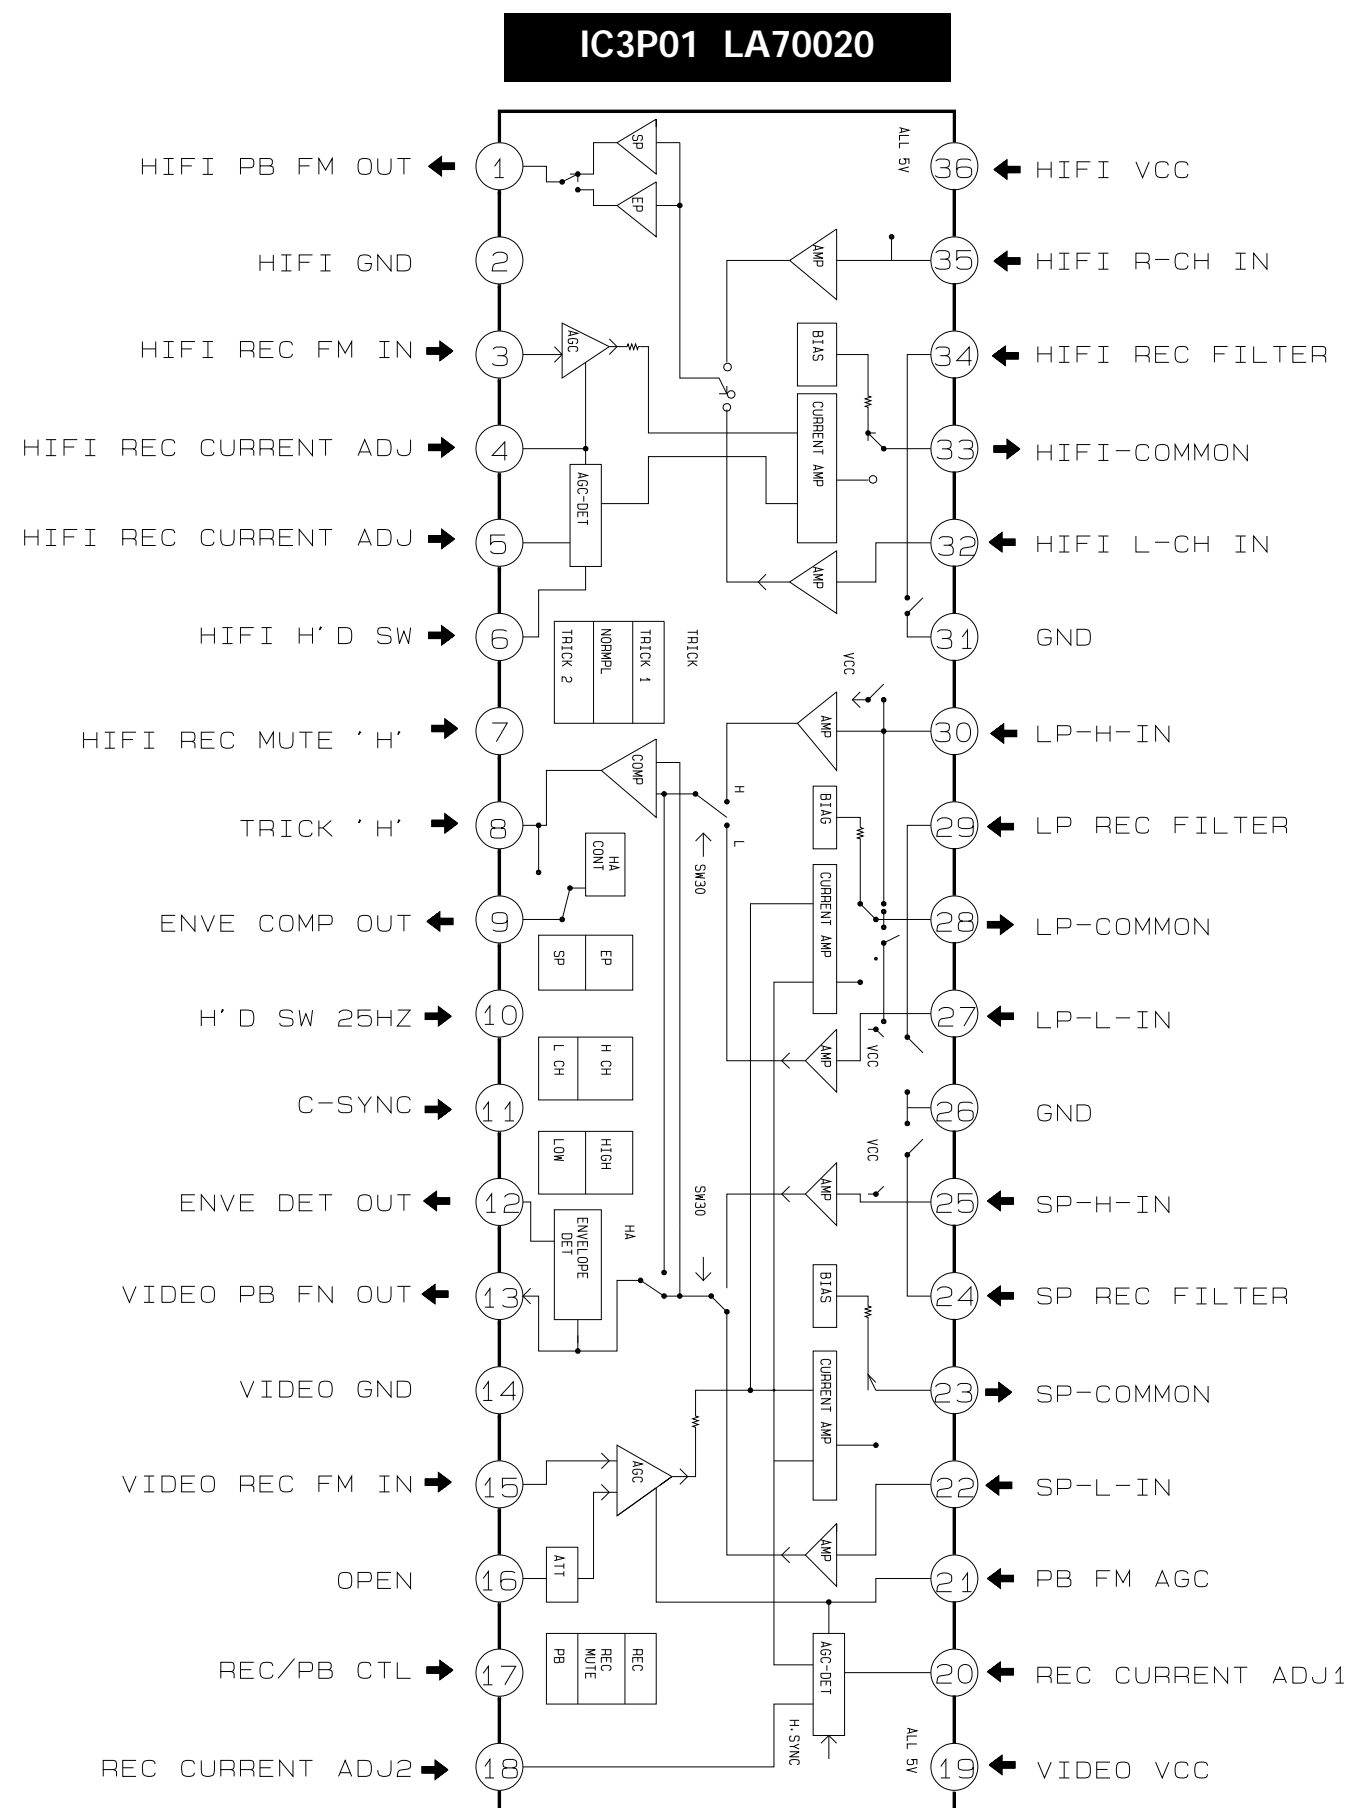 IC3P01 LA70020
HIFI PB FM OUT
1
HIFI GND
2
HIFI REC FM IN
3
HIFI REC CURRENT ADJ
4
HIFI REC CURRENT ADJ
5
HIFI H'D SW
6
HIFI REC MUTE 'H'
7
TRICK 'H'
8
ENVE COMP OUT
9
H'D SW 25HZ
10
C-SYNC
11
ENVE DET OUT
12
VIDEO PB FN OUT
13
VIDEO GND
14
VIDEO REC FM IN
15
OPEN
16
REC/PB CTL
17
REC CURRENT ADJ2
18
SP
EP
AGC
AGC-DET
TRICK 2
NORMPL
TRICK 1
TRICK
COMP
HA
CONT
SP
EP
L CH
H CH
LOW
HIGH
ENVELOPE
DET
HA
AGC
ATT
PB
REC
MUTE
REC
ALL 5V
AMP
BIAS
CURRENT AMP
AMP
VCC
AMP
H
L
SW30
BIAG
CURRENT AMP
AMP
VCC
VCC
AMP
SW30
BIAS
CURRENT AMP
AMP
AGC-DET
H.SYNC
ALL 5V
36
HIFI VCC
35
HIFI R-CH IN
34
HIFI REC FILTER
33
HIFI-COMMON
32
HIFI L-CH IN
31
GND
30
LP-H-IN
29
LP REC FILTER
28
LP-COMMON
27
LP-L-IN
26
GND
25
SP-H-IN
24
SP REC FILTER
23
SP-COMMON
22
SP-L-IN
21
PB FM AGC
20
REC CURRENT ADJ1
19
VIDEO VCC